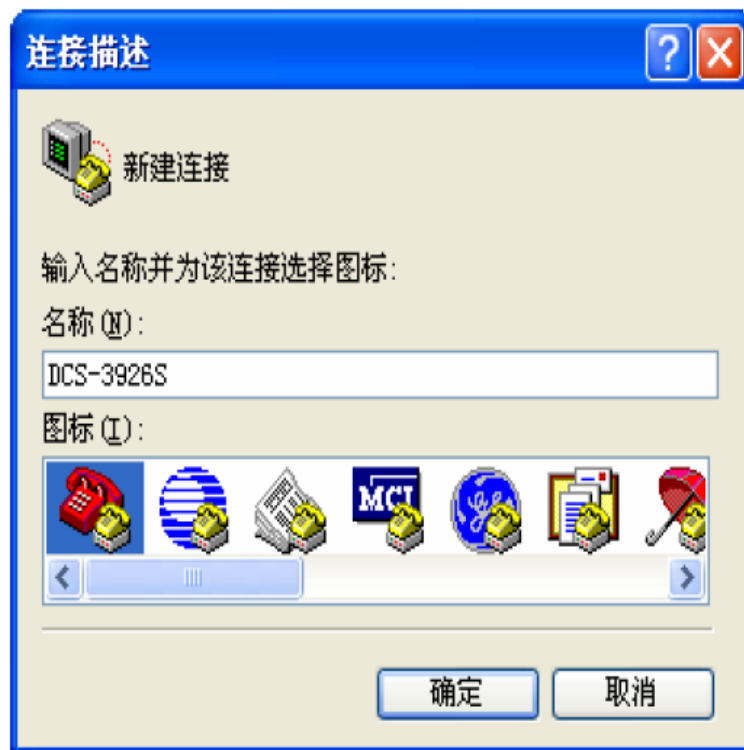 连接描述
新建连接
输入名称并为该连接选择图标:
名称(N):
DCS-3926S
图标(I):
MCI
确定
取消